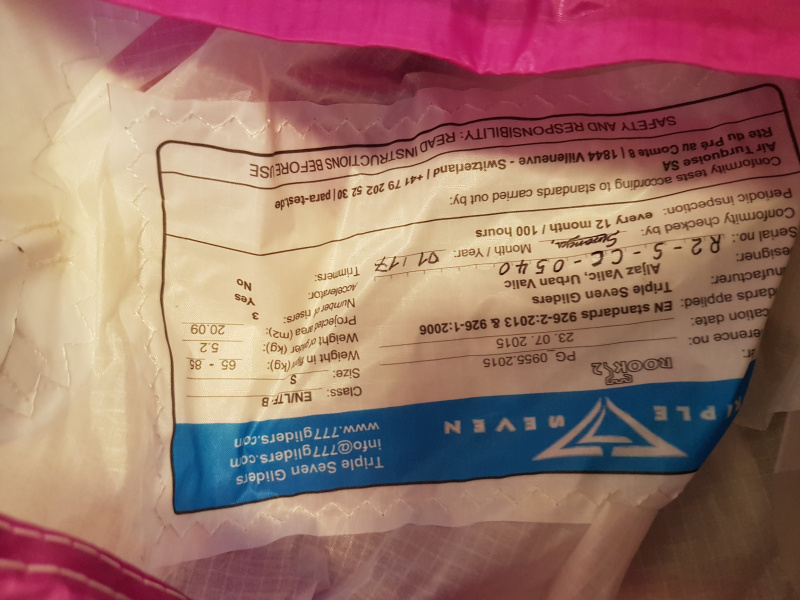 TRIPLE SEVEN
Triple Seven Gliders
info@777gliders.com
www.777gliders.com
ROOK 2
PG_0955.2015
23. 07. 2015
EN standards 926-2:2013 & 926-1:2006
Triple Seven Gliders
Aljaz Valic, Urban Valic
Serial no.: R2-S-CC-0540
Conformity checked by: Month / Year: 01/17
Periodic inspection: every 12 month / 100 hours
Class: EN/LTF-B
Size: S
Weight in flight (kg): 65 - 85
Weight of glider (kg): 5.2
Projected area (m2): 20.09
Number of risers: 3
Accelerator: Yes
Trimmers: No
Conformity tests according to standards carried out by:
Air Turquoise SA
Rte du Pré au Comte 8 | 1844 Villeneuve - Switzerland | +41 79 202 52 30 | para-test.de
SAFETY AND RESPONSIBILITY: READ INSTRUCTIONS BEFORE USE